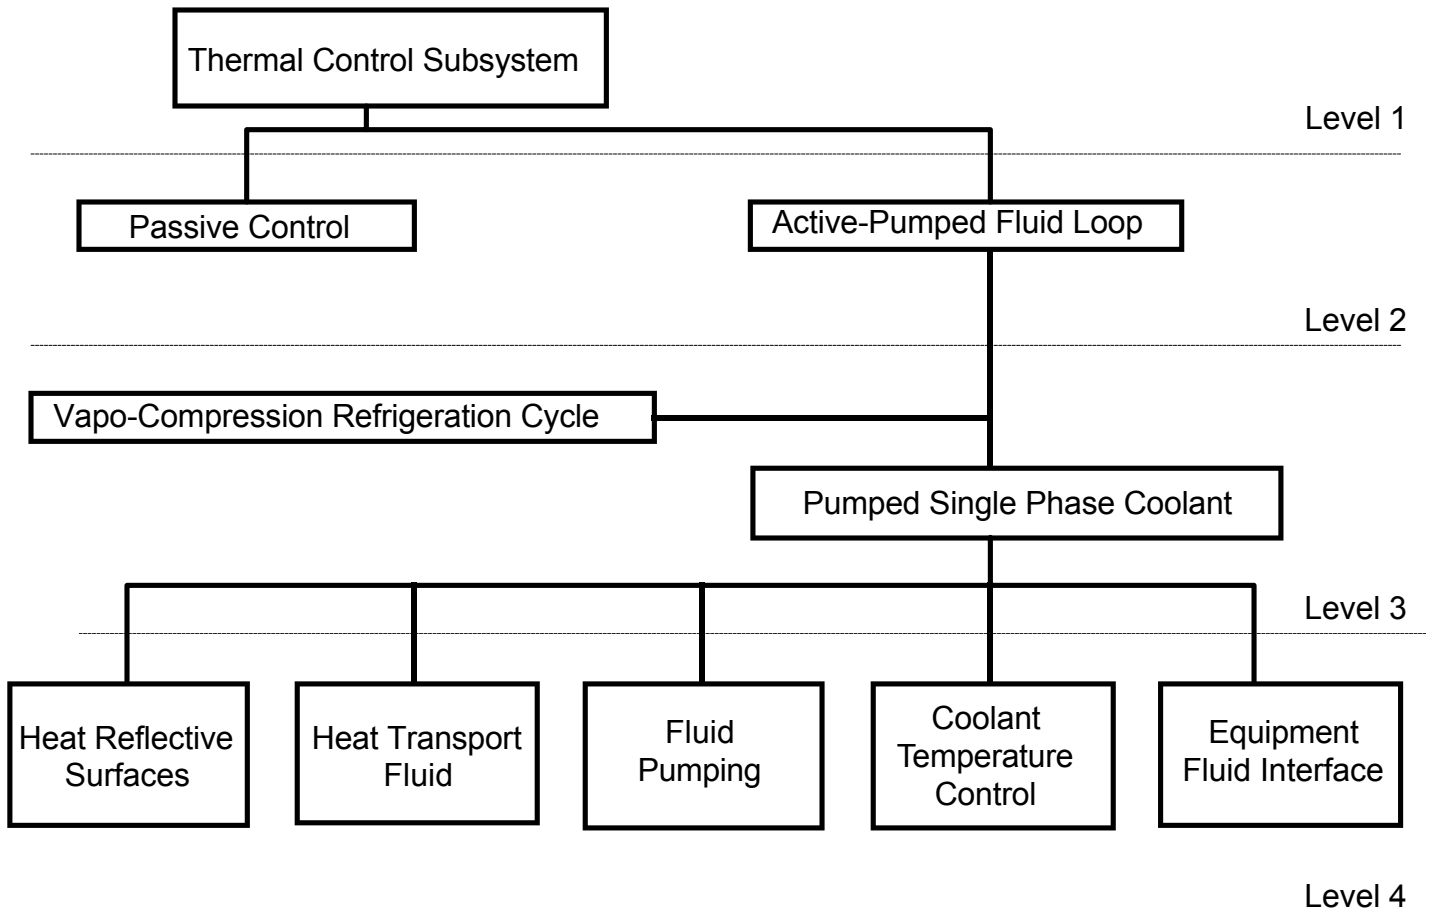 Thermal Control Subsystem
Level 1
Passive Control
Active-Pumped Fluid Loop
Level 2
Vapo-Compression Refrigeration Cycle
Pumped Single Phase Coolant
Level 3
Heat Reflective
Surfaces
Heat Transport
Fluid
Fluid
Pumping
Coolant
Temperature
Control
Equipment
Fluid Interface
Level 4